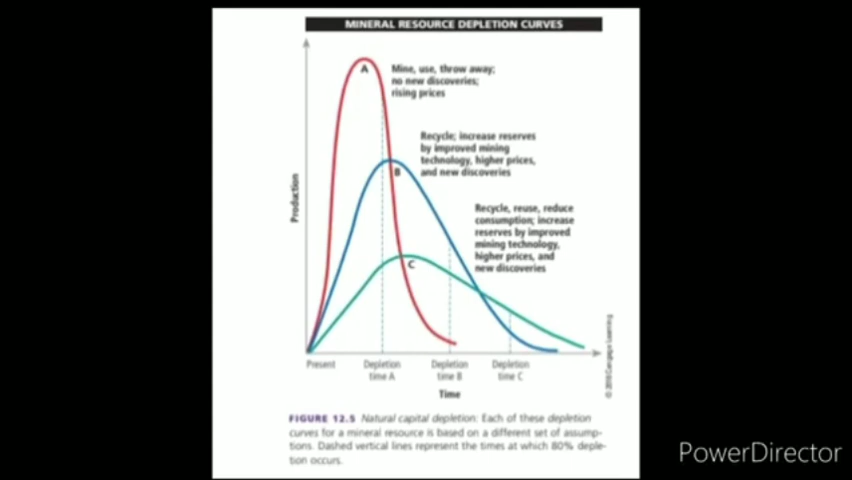 MINERAL RESOURCE DEPLETION CURVES
A
Mine, use, throw away;
no new discoveries;
rising prices
Recycle; increase reserves
by improved mining
technology, higher prices,
and new discoveries
B
Recycle, reuse, reduce
consumption; increase
reserves by improved
mining technology,
higher prices, and
new discoveries
C
Production
Present
Depletion
time A
Depletion
time B
Depletion
time C
Time
Cengage Learning
FIGURE 12.5 Natural capital depletion: Each of these depletion
curves for a mineral resource is based on a different set of assump-
tions. Dashed vertical lines represent the times at which 80% deple-
tion occurs.
PowerDirector